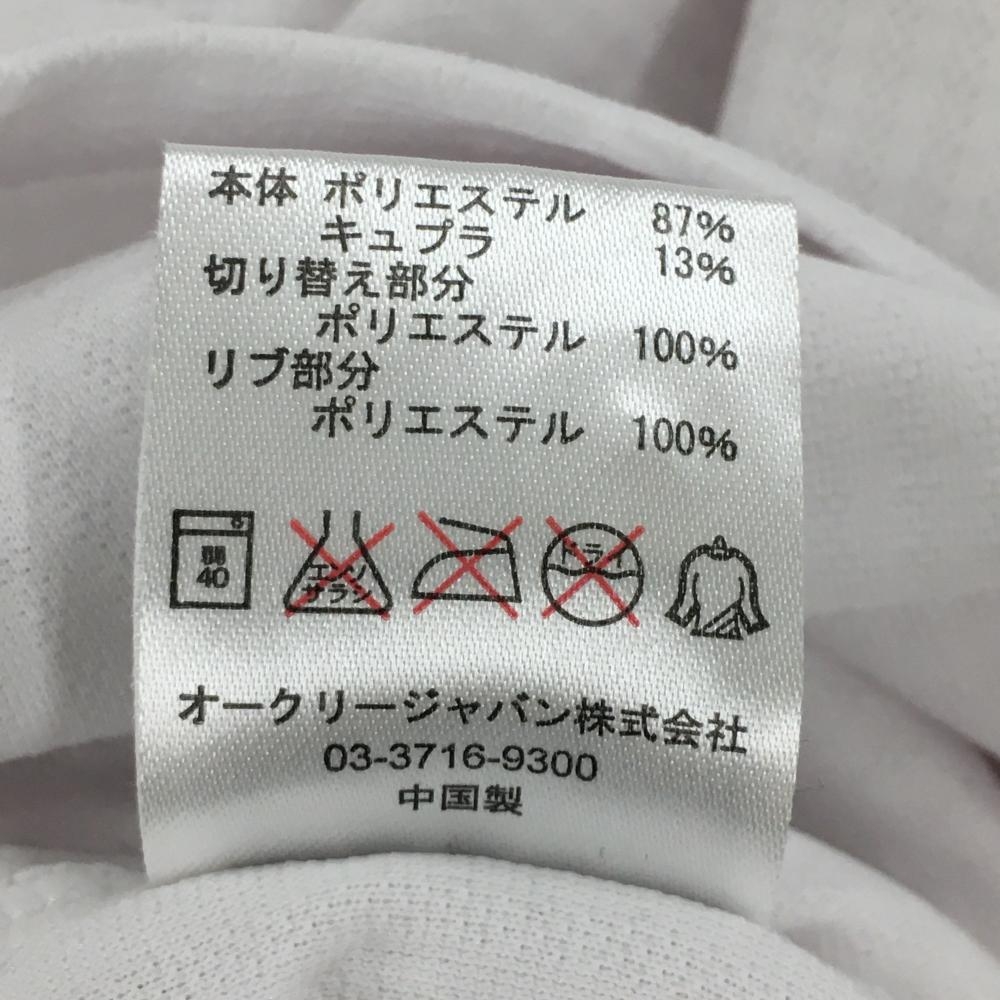 本体 ポリエステル 87%
キュプラ 13%
切り替え部分
ポリエステル 100%
リブ部分
ポリエステル 100%
弱
40
エンソ
サラシ
ドライ
オークリージャパン株式会社
03-3716-9300
中国製